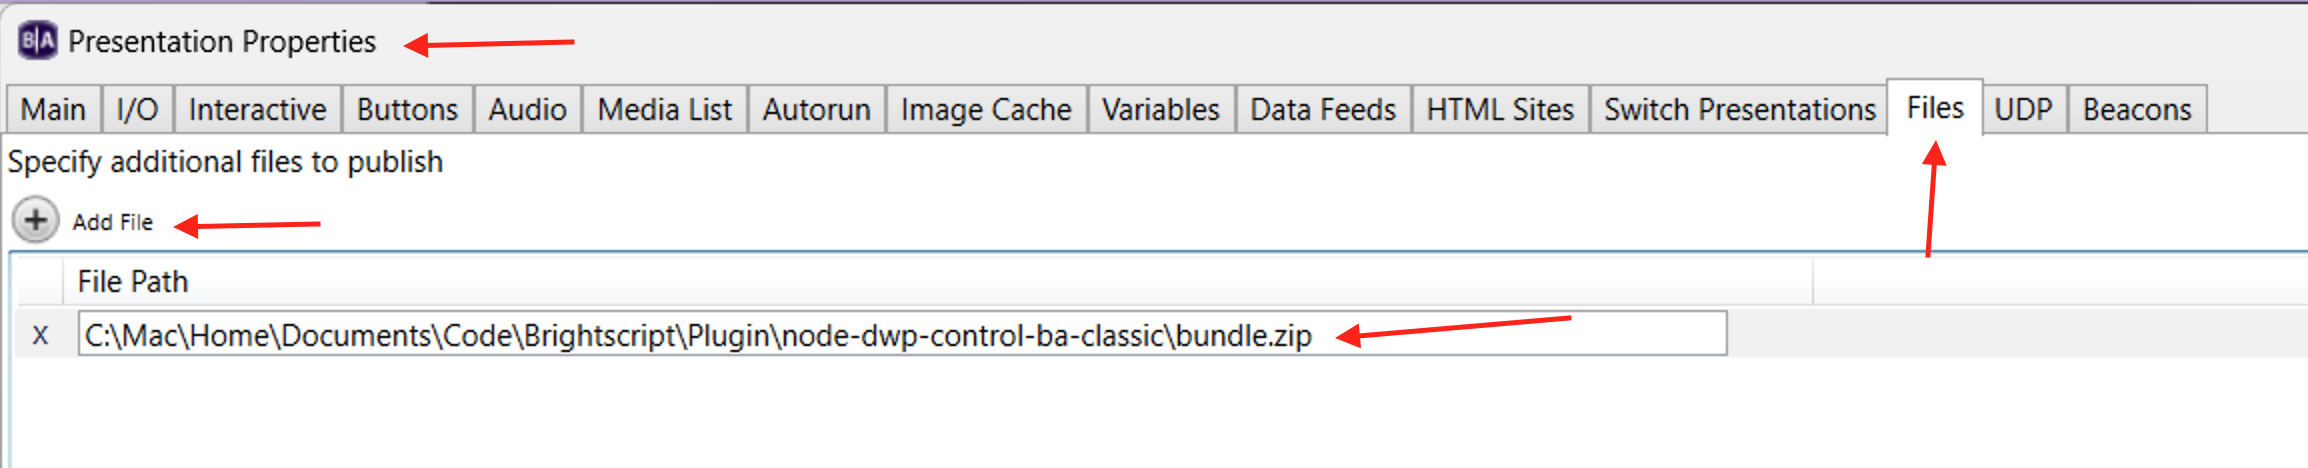 B|A Presentation Properties
Main I/O Interactive Buttons Audio Media List Autorun Image Cache Variables Data Feeds HTML Sites Switch Presentations Files UDP Beacons
Specify additional files to publish
+ Add File
File Path
X C:\Mac\Home\Documents\Code\Brightscript\Plugin\node-dwp-control-ba-classic\bundle.zip